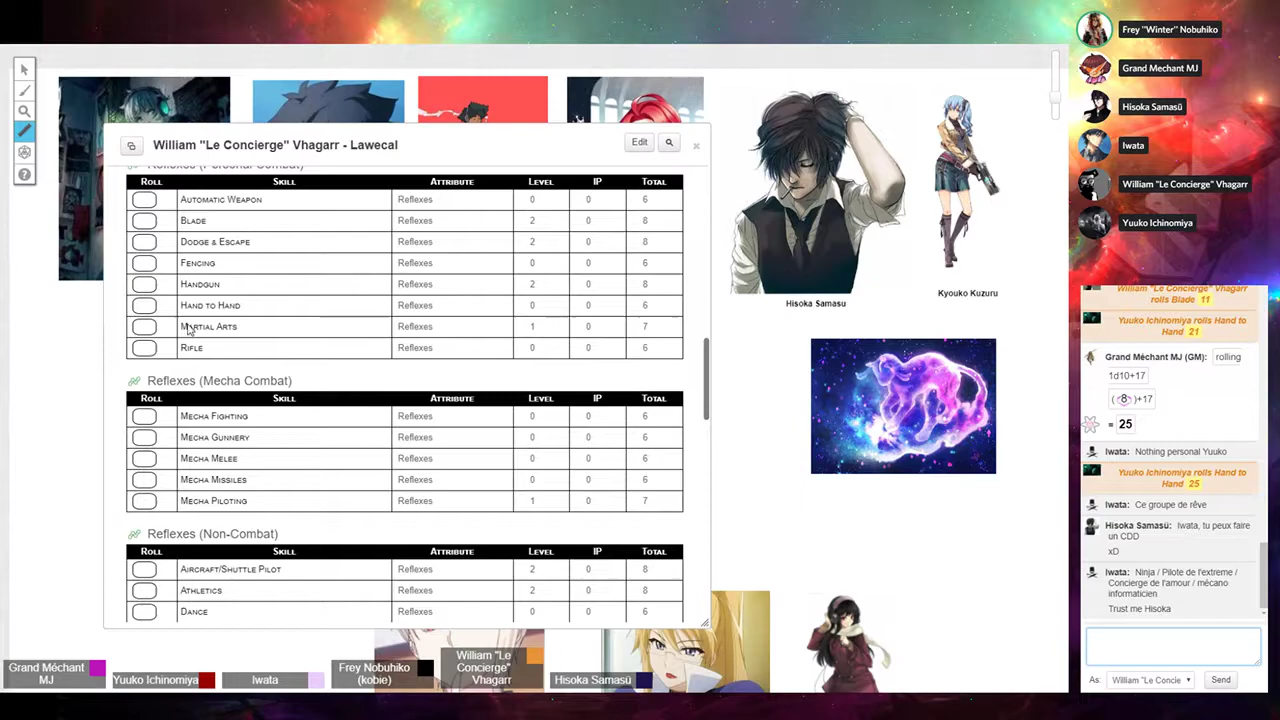 William "Le Concierge" Vhagarr - Lawecal
Edit
Reflexes (Personal Combat)
ROLL SKILL ATTRIBUTE LEVEL IP TOTAL
AUTOMATIC WEAPON Reflexes 0 0 6
BLADE Reflexes 2 0 8
DODGE & ESCAPE Reflexes 2 0 8
FENCING Reflexes 0 0 6
HANDGUN Reflexes 2 0 8
HAND TO HAND Reflexes 0 0 6
MARTIAL ARTS Reflexes 1 0 7
RIFLE Reflexes 0 0 6
Reflexes (Mecha Combat)
ROLL SKILL ATTRIBUTE LEVEL IP TOTAL
MECHA FIGHTING Reflexes 0 0 6
MECHA GUNNERY Reflexes 0 0 6
MECHA MELEE Reflexes 0 0 6
MECHA MISSILES Reflexes 0 0 6
MECHA PILOTING Reflexes 1 0 7
Reflexes (Non-Combat)
ROLL SKILL ATTRIBUTE LEVEL IP TOTAL
AIRCRAFT/SHUTTLE PILOT Reflexes 2 0 8
ATHLETICS Reflexes 2 0 8
DANCE Reflexes 0 0 6
Hisoka Samasu
Kyouko Kuzuru
Grand Méchant
MJ
Yuuko Ichinomiya
Iwata
Frey Nobuhiko
(kobie)
William "Le
Concierge"
Vhagarr
Hisoka Samasü
Frey "Winter" Nobuhiko
Grand Mechant MJ
Hisoka Samasü
Iwata
William "Le Concierge" Vhagarr
Yuuko Ichinomiya
William "Le Concierge" Vhagarr
rolls Blade 11
Yuuko Ichinomiya rolls Hand to
Hand 21
Grand Méchant MJ (GM): rolling
1d10+17
(8)+17
= 25
Iwata: Nothing personal Yuuko
Yuuko Ichinomiya rolls Hand to
Hand 25
Iwata: Ce groupe de rêve
Hisoka Samasü: Iwata, tu peux faire
un CDD
xD
Iwata: Ninja / Pilote de l'extreme /
Concierge de l'amour / mécano
informaticien
Trust me Hisoka
As: William "Le Concie
Send